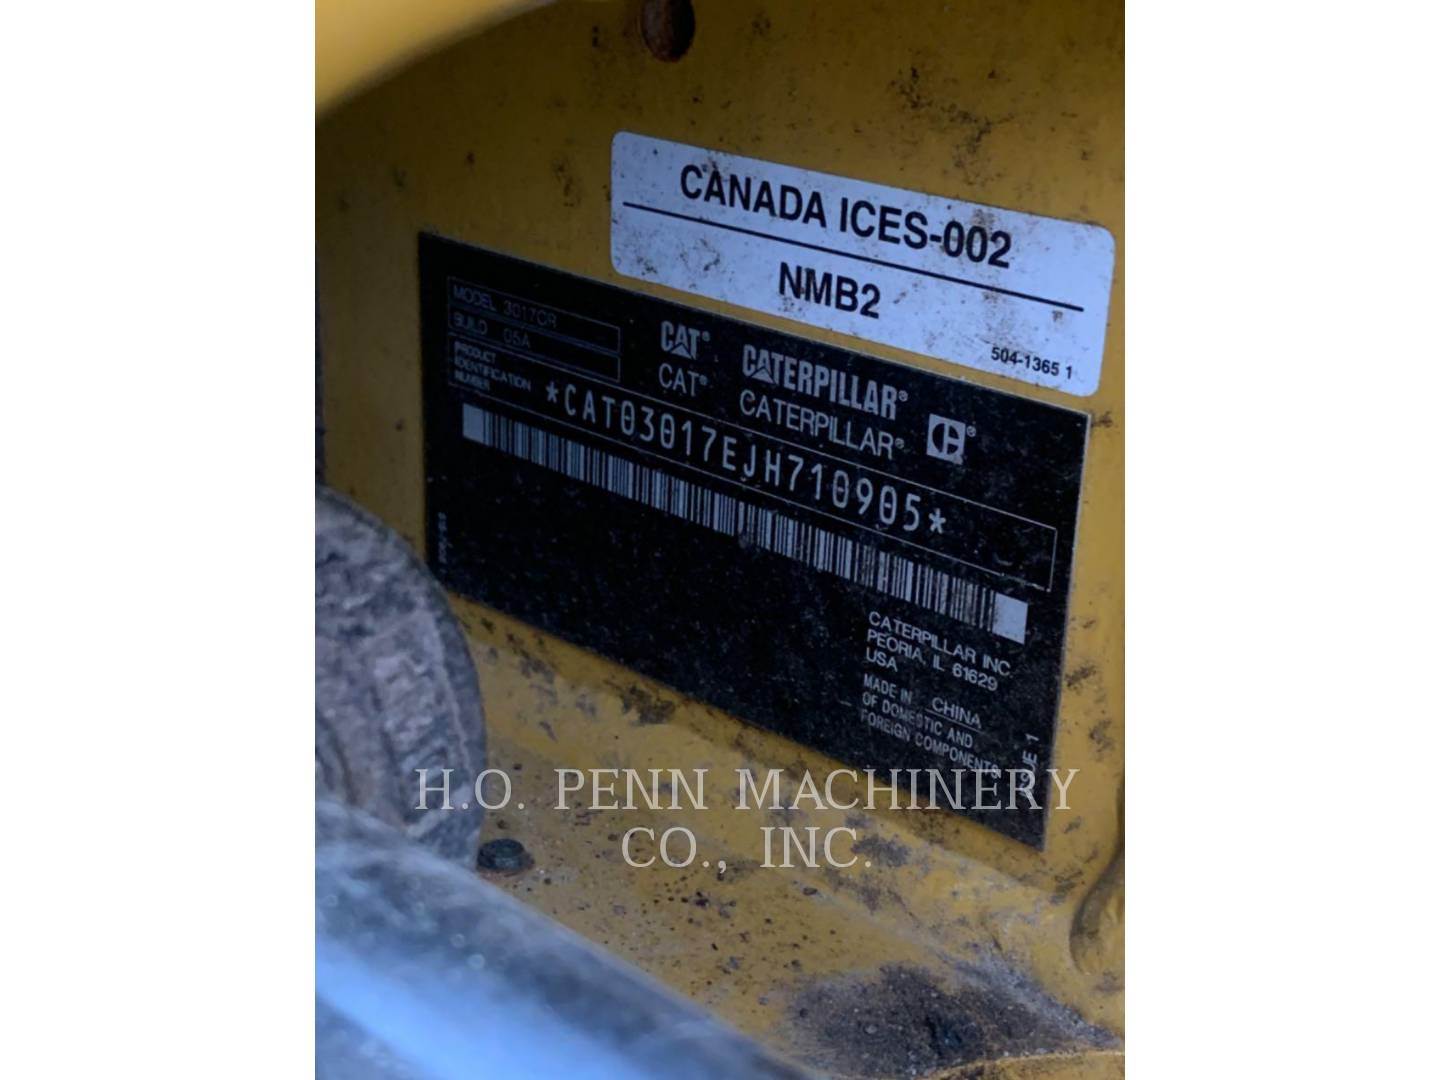 CANADA ICES-002
NMB2
504-1365 1
MODEL 3017CR
BUILD 05A
PRODUCT
IDENTIFICATION
NUMBER
*CAT03017EJH710905*
CAT® CATERPILLAR®
CAT® CATERPILLAR®
CATERPILLAR INC.
PEORIA, IL 61629
USA
MADE IN CHINA
OF DOMESTIC AND
FOREIGN COMPONENTS
H.O. PENN MACHINERY
CO., INC.